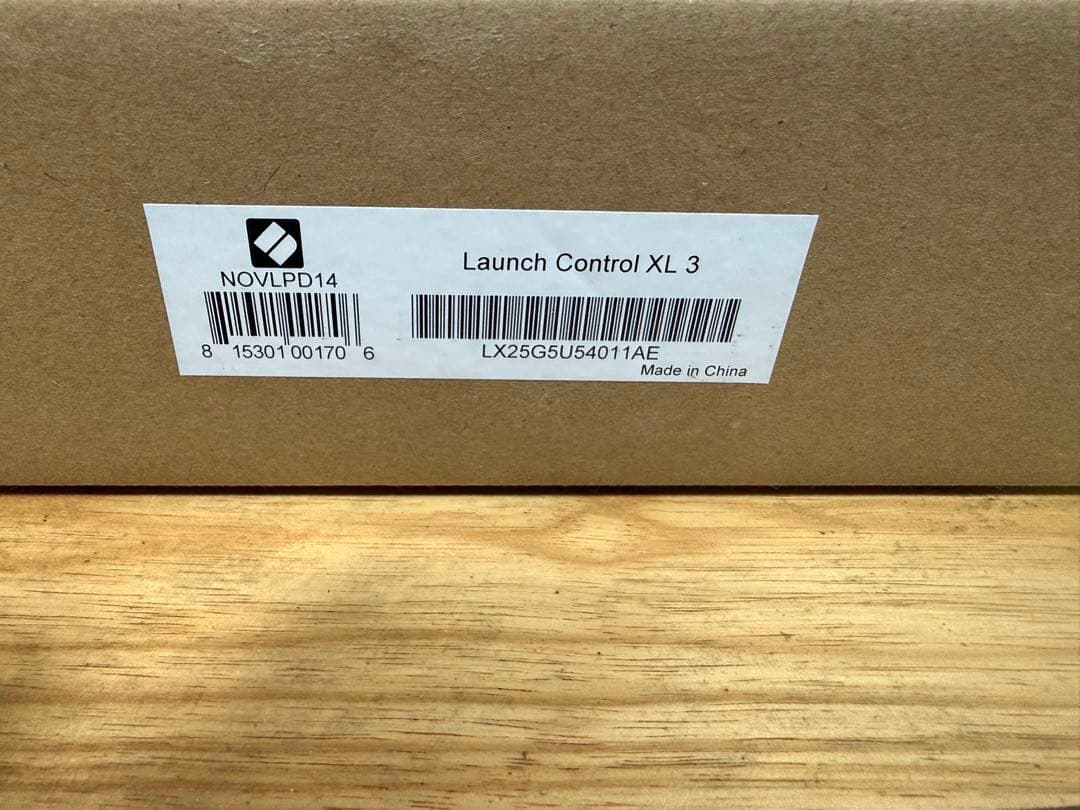 NOVLPD14
8 15301 00170 6
Launch Control XL 3
LX25G5U54011AE
Made in China